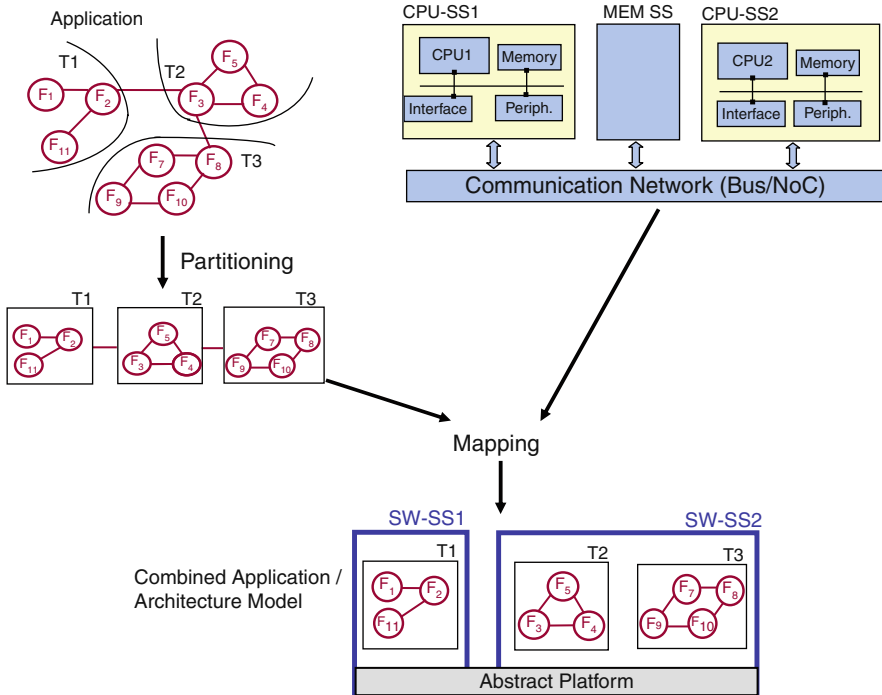 Application
T1
T2
F5
F1
F2
F3
F4
F11
T3
F7
F8
F9
F10
CPU-SS1
MEM SS
CPU-SS2
CPU1
Memory
Interface
Periph.
CPU2
Memory
Interface
Periph.
Communication Network (Bus/NoC)
Partitioning
T1
T2
T3
F1
F2
F11
F5
F3
F4
F7
F8
F9
F10
Mapping
SW-SS1
SW-SS2
Combined Application /
Architecture Model
T1
T2
T3
F1
F2
F11
F5
F3
F4
F7
F8
F9
F10
Abstract Platform